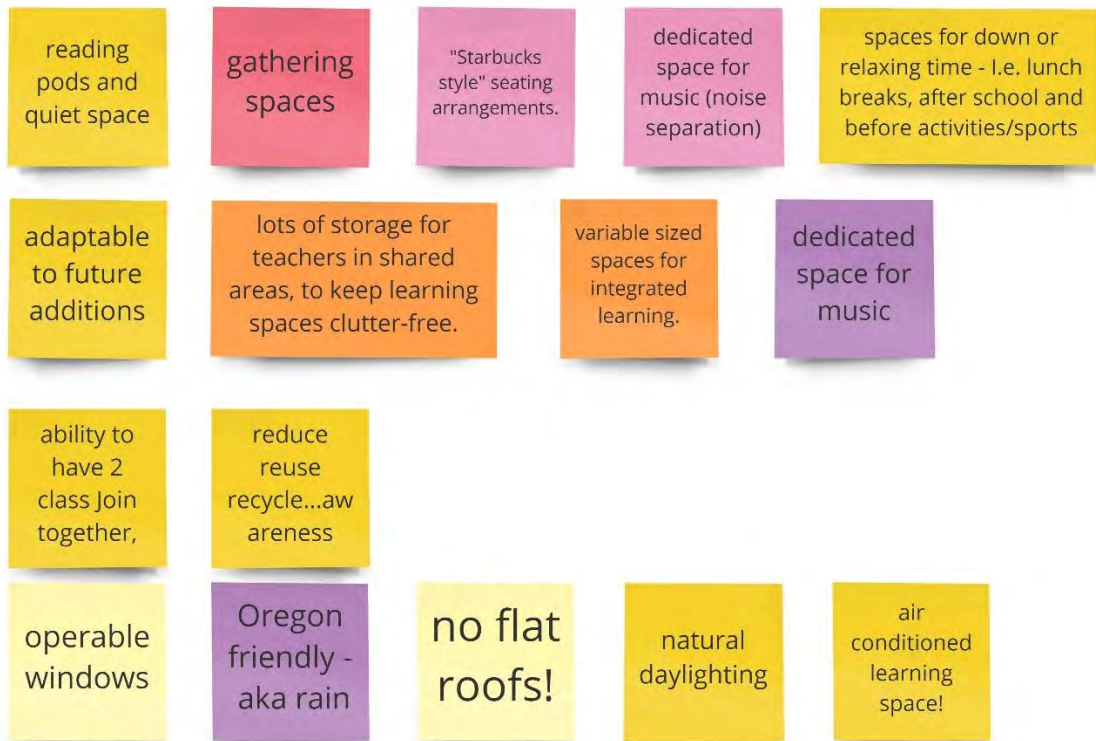 reading
pods and
quiet space
gathering
spaces
"Starbucks
style" seating
arrangements.
dedicated
space for
music (noise
separation)
spaces for down or
relaxing time - I.e. lunch
breaks, after school and
before activities/sports
adaptable
to future
additions
lots of storage for
teachers in shared
areas, to keep learning
spaces clutter-free.
variable sized
spaces for
integrated
learning.
dedicated
space for
music
ability to
have 2
class Join
together,
reduce
reuse
recycle...aw
areness
operable
windows
Oregon
friendly -
aka rain
no flat
roofs!
natural
daylighting
air
conditioned
learning
space!